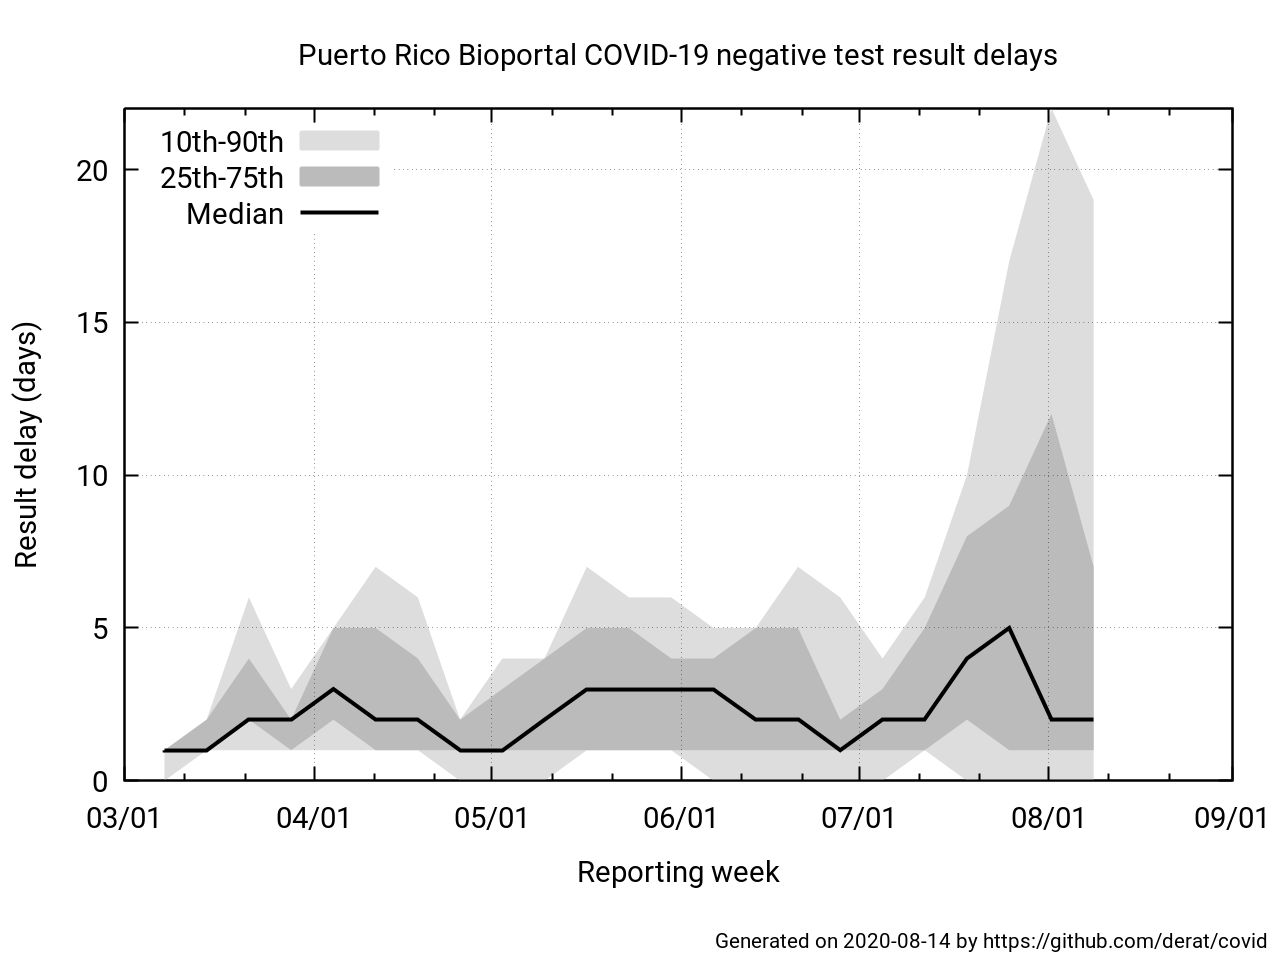 Puerto Rico Bioportal COVID-19 negative test result delays
10th-90th
25th-75th
Median
20
15
10
5
0
Result delay (days)
03/01 04/01 05/01 06/01 07/01 08/01 09/01
Reporting week
Generated on 2020-08-14 by https://github.com/derat/covid